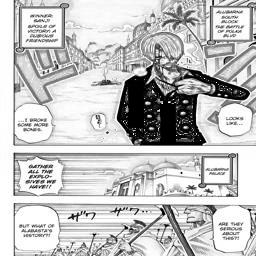 ALUBARNA
SOUTH
BLOCK
THE BATTLE
OF POLKA
BLVD
WINNER:
SANJI
SPOILS OF
VICTORY: A
DUBIOUS
FRIENDSHIP
LOOKS
LIKE...
...I BROKE
SOME MORE
BONES.
ALUBARNA
PALACE
GATHER
ALL THE
EXPLO-
SIVES WE
HAVE!!
ARE THEY
SERIOUS
ABOUT
THIS?!
BUT WHAT OF
ALABASTA'S
HISTORY?!